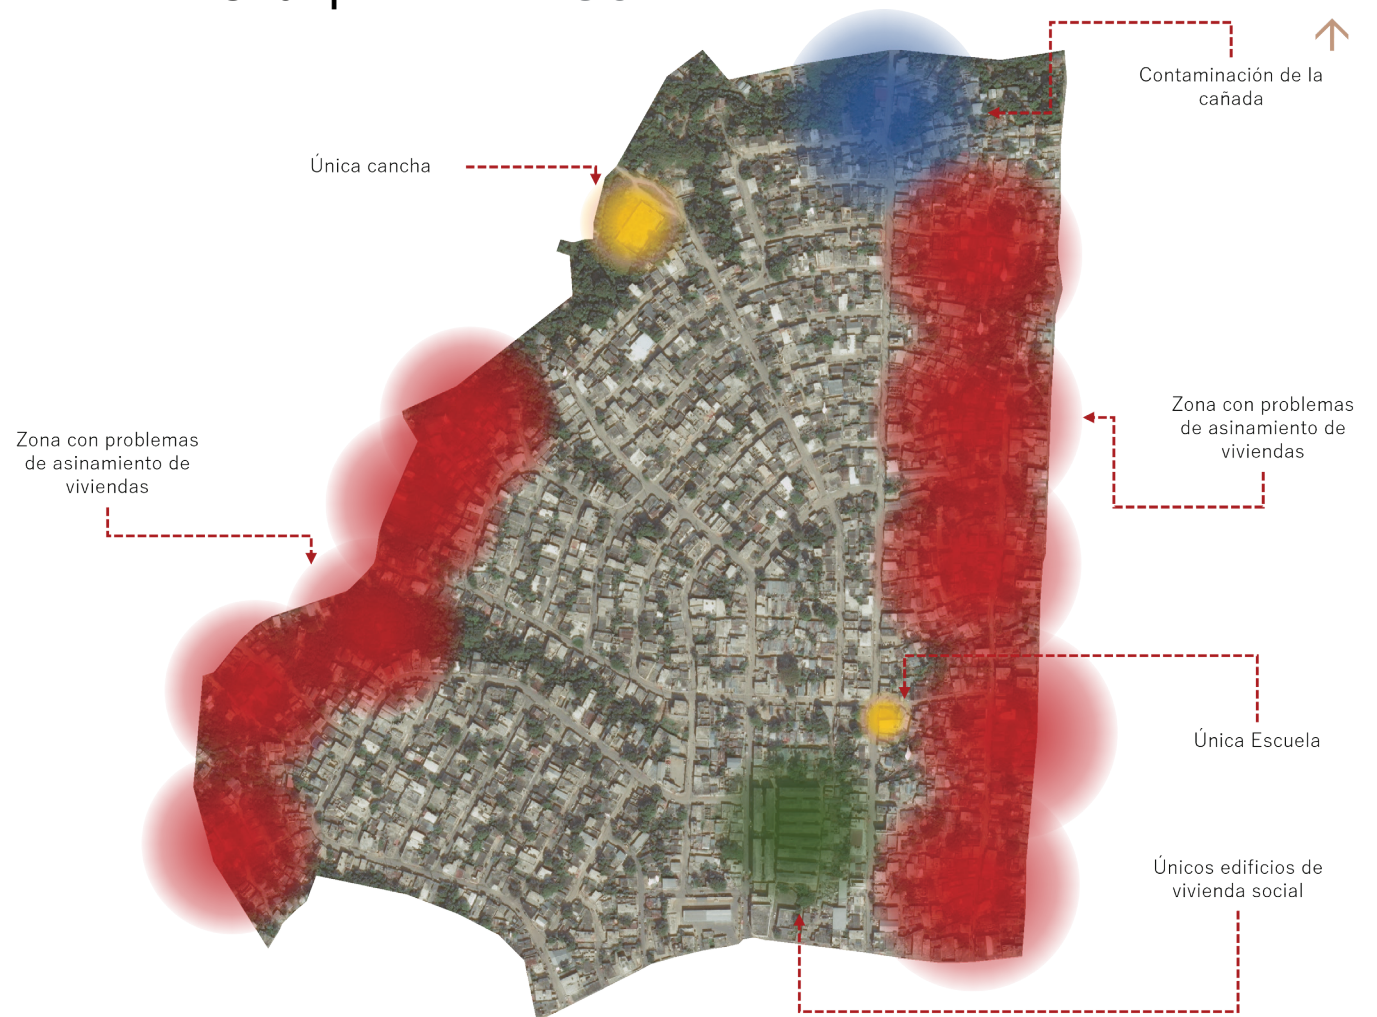 Contaminación de la
cañada
Única cancha
Zona con problemas
de asinamiento de
viviendas
Zona con problemas
de asinamiento de
viviendas
Única Escuela
Únicos edificios de
vivienda social